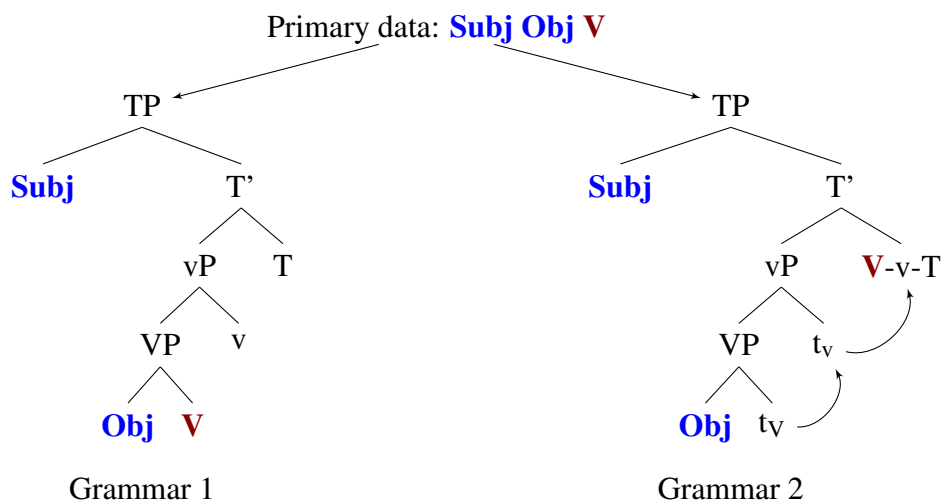 Primary data: Subj Obj V
TP TP
Subj T' Subj T'
vP T vP V-v-T
VP v VP tv
Obj V Obj tV
Grammar 1 Grammar 2